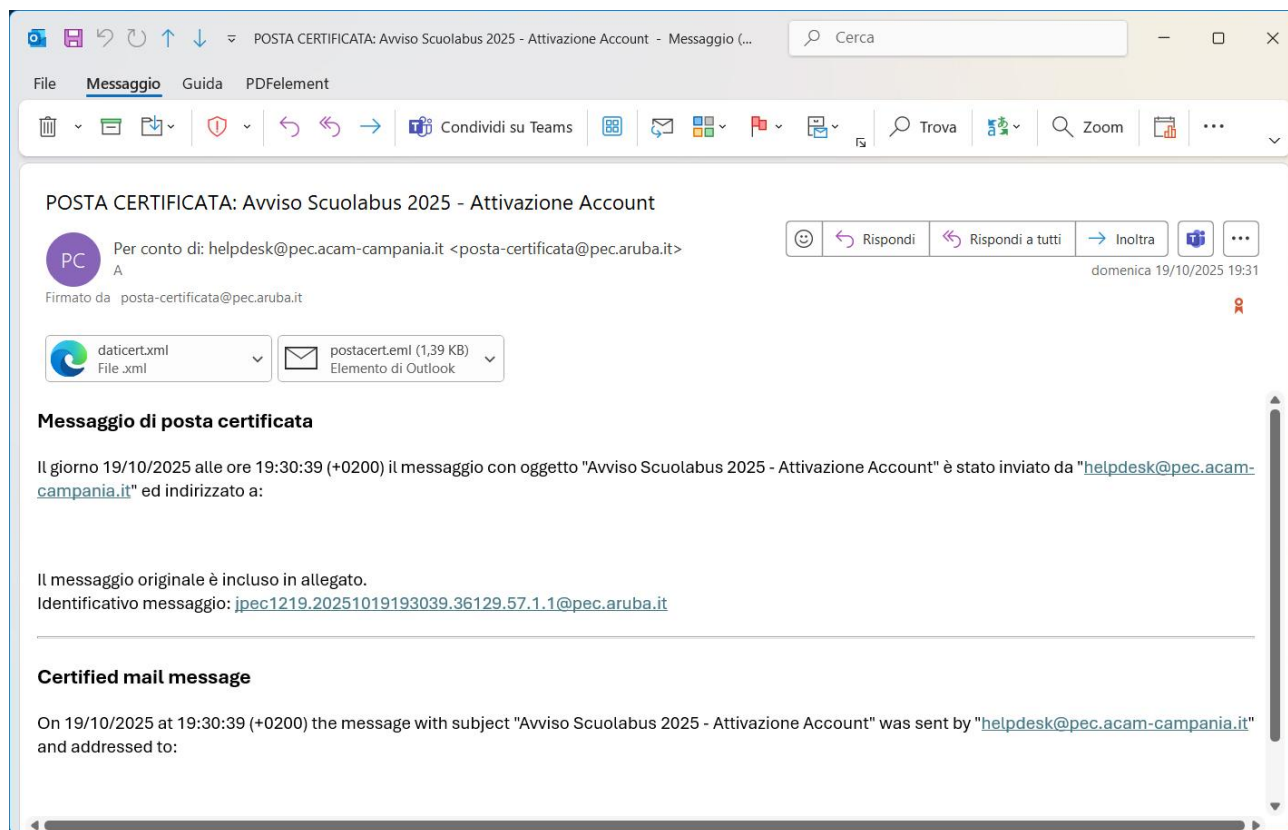 POSTA CERTIFICATA: Avviso Scuolabus 2025 - Attivazione Account - Messaggio (...
Cerca
File Messaggio Guida PDFelement
Condividi su Teams
Trova
Zoom
POSTA CERTIFICATA: Avviso Scuolabus 2025 - Attivazione Account
PC
Per conto di: helpdesk@pec.acam-campania.it <posta-certificata@pec.aruba.it>
A
Rispondi Rispondi a tutti Inoltra
domenica 19/10/2025 19:31
Firmato da posta-certificata@pec.aruba.it
daticert.xml
File .xml
postacert.eml (1,39 KB)
Elemento di Outlook
Messaggio di posta certificata
Il giorno 19/10/2025 alle ore 19:30:39 (+0200) il messaggio con oggetto "Avviso Scuolabus 2025 - Attivazione Account" è stato inviato da "helpdesk@pec.acam-
campania.it" ed indirizzato a:
Il messaggio originale è incluso in allegato.
Identificativo messaggio: jpec1219.20251019193039.36129.57.1.1@pec.aruba.it
Certified mail message
On 19/10/2025 at 19:30:39 (+0200) the message with subject "Avviso Scuolabus 2025 - Attivazione Account" was sent by "helpdesk@pec.acam-campania.it"
and addressed to: